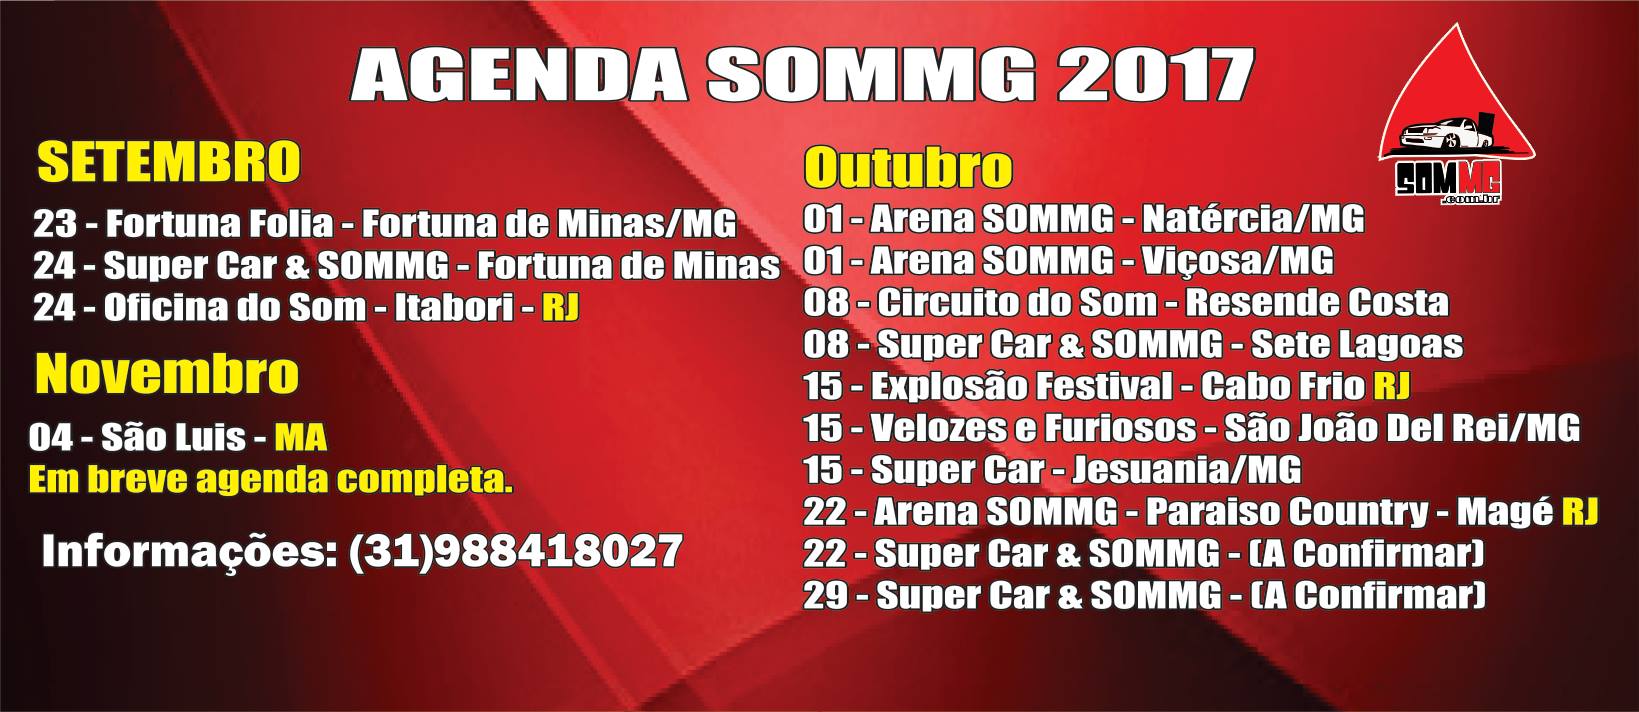 AGENDA SOMMG 2017
SETEMBRO
23 - Fortuna Folia - Fortuna de Minas/MG
24 - Super Car & SOMMG - Fortuna de Minas
24 - Oficina do Som - Itabori - RJ
Novembro
04 - São Luis - MA
Em breve agenda completa.
Informações: (31)988418027
Outubro
01 - Arena SOMMG - Natércia/MG
01 - Arena SOMMG - Viçosa/MG
08 - Circuito do Som - Resende Costa
08 - Super Car & SOMMG - Sete Lagoas
15 - Explosão Festival - Cabo Frio RJ
15 - Velozes e Furiosos - São João Del Rei/MG
15 - Super Car - Jesuania/MG
22 - Arena SOMMG - Paraiso Country - Magé RJ
22 - Super Car & SOMMG - (A Confirmar)
29 - Super Car & SOMMG - (A Confirmar)
SOMMG
.com.br